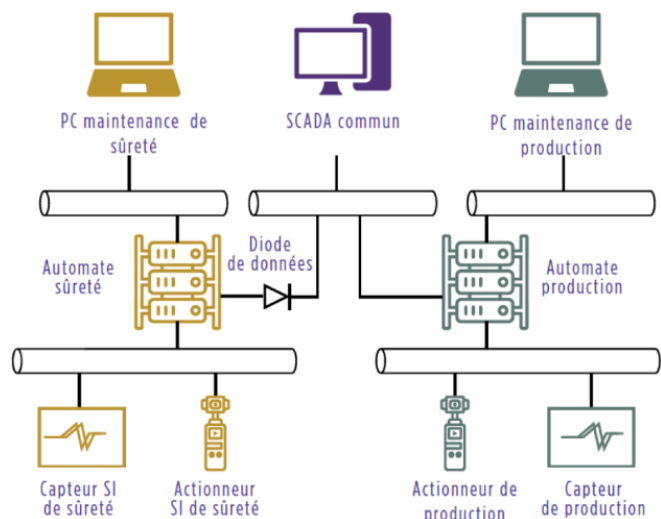 PC maintenance de
sûreté
SCADA commun
PC maintenance de
production
Automate
sûreté
Diode
de données
Automate
production
Capteur SI
de sûreté
Actionneur
SI de sûreté
Actionneur de
production
Capteur
de production